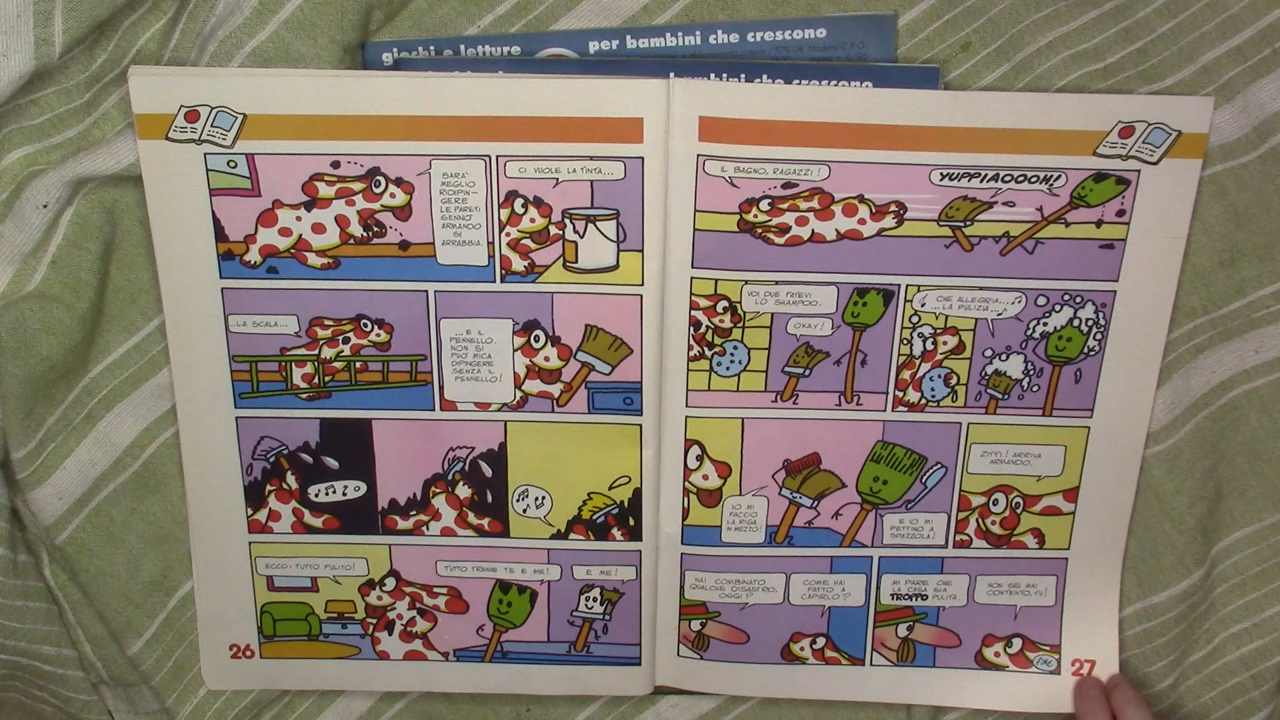 giochi e letture
per bambini che crescono
bambini che crescono
SARA'
MEGLIO
RIDIPIN-
GERE
LE PARETI
SENNÒ
ARMANDO
SI
ARRABBIA.
CI VUOLE LA TINTA...
...LA SCALA...
...E IL
PENNELLO.
NON SI
PUÒ MICA
DIPINGERE
SENZA IL
PENNELLO!
ECCO: TUTTO PULITO!
TUTTO TRANNE TE E ME!
E ME!
26
IL BAGNO, RAGAZZI!
YUPPIAOOOH!
VOI DUE FATEVI
LO SHAMPOO.
OKAY!
CHE ALLEGRIA...
...LA PULIZIA...
IO MI
FACCIO
LA RIGA
IN MEZZO!
E IO MI
PETTINO A
SPAZZOLA!
ZITTI! ARRIVA
ARMANDO.
HAI COMBINATO
QUALCHE DISASTRO,
OGGI?
COME HAI
FATTO A
CAPIRLO?
MI PARE CHE
LA CASA SIA
TROPPO PULITA.
NON SEI MAI
CONTENTO, TU!
FINE
27